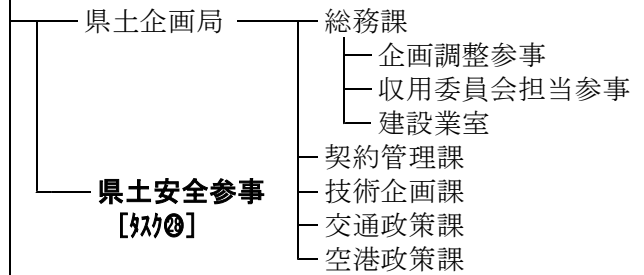 県土企画局
総務課
企画調整参事
収用委員会担当参事
建設業室
契約管理課
県土安全参事
技術企画課
[ﾀｽｸ㉘]
交通政策課
空港政策課